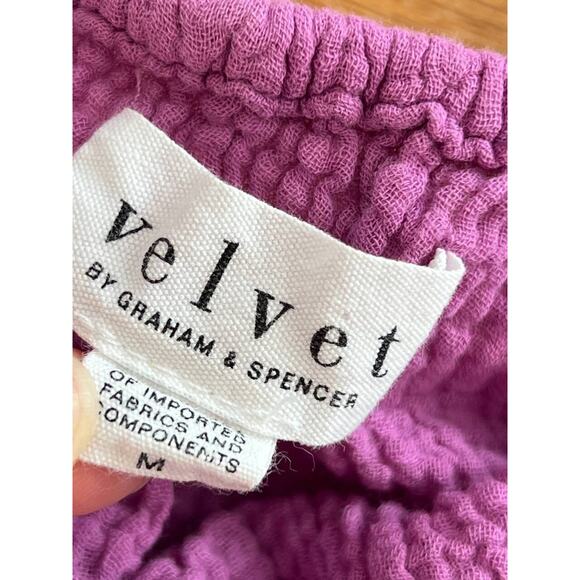 velvet
BY GRAHAM & SPENCER
OF IMPORTED
FABRICS AND
COMPONENTS
M